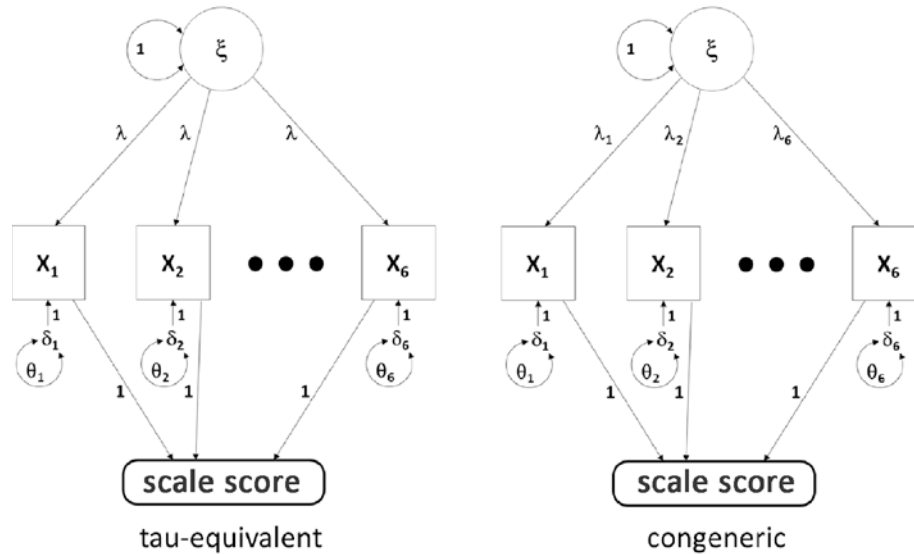 1 ξ
λ λ λ
X1 X2 ● ● ● X6
1 1 1
δ1 δ2 δ6
θ1 θ2 θ6
1 1 1
scale score
tau-equivalent
1 ξ
λ1 λ2 λ6
X1 X2 ● ● ● X6
1 1 1
δ1 δ2 δ6
θ1 θ2 θ6
1 1 1
scale score
congeneric